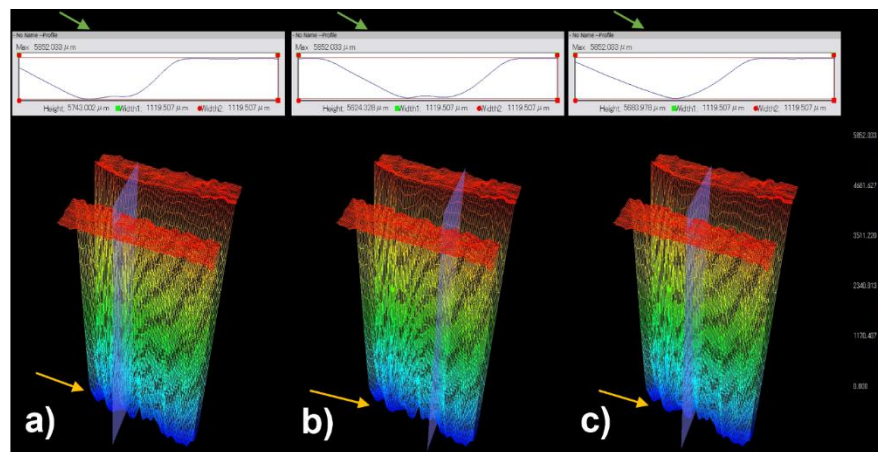 - No Name --Profile
Max 5852.033 μm
Height: 5743.002 μm Width1: 1119.507 μm Width2: 1119.507 μm
- No Name --Profile
Max 5852.033 μm
Height: 5624.328 μm Width1: 1119.507 μm Width2: 1119.507 μm
- No Name --Profile
Max 5852.033 μm
Height: 5683.978 μm Width1: 1119.507 μm Width2: 1119.507 μm
5852.033
4681.627
3511.220
2340.813
1170.407
0.000
a)
b)
c)